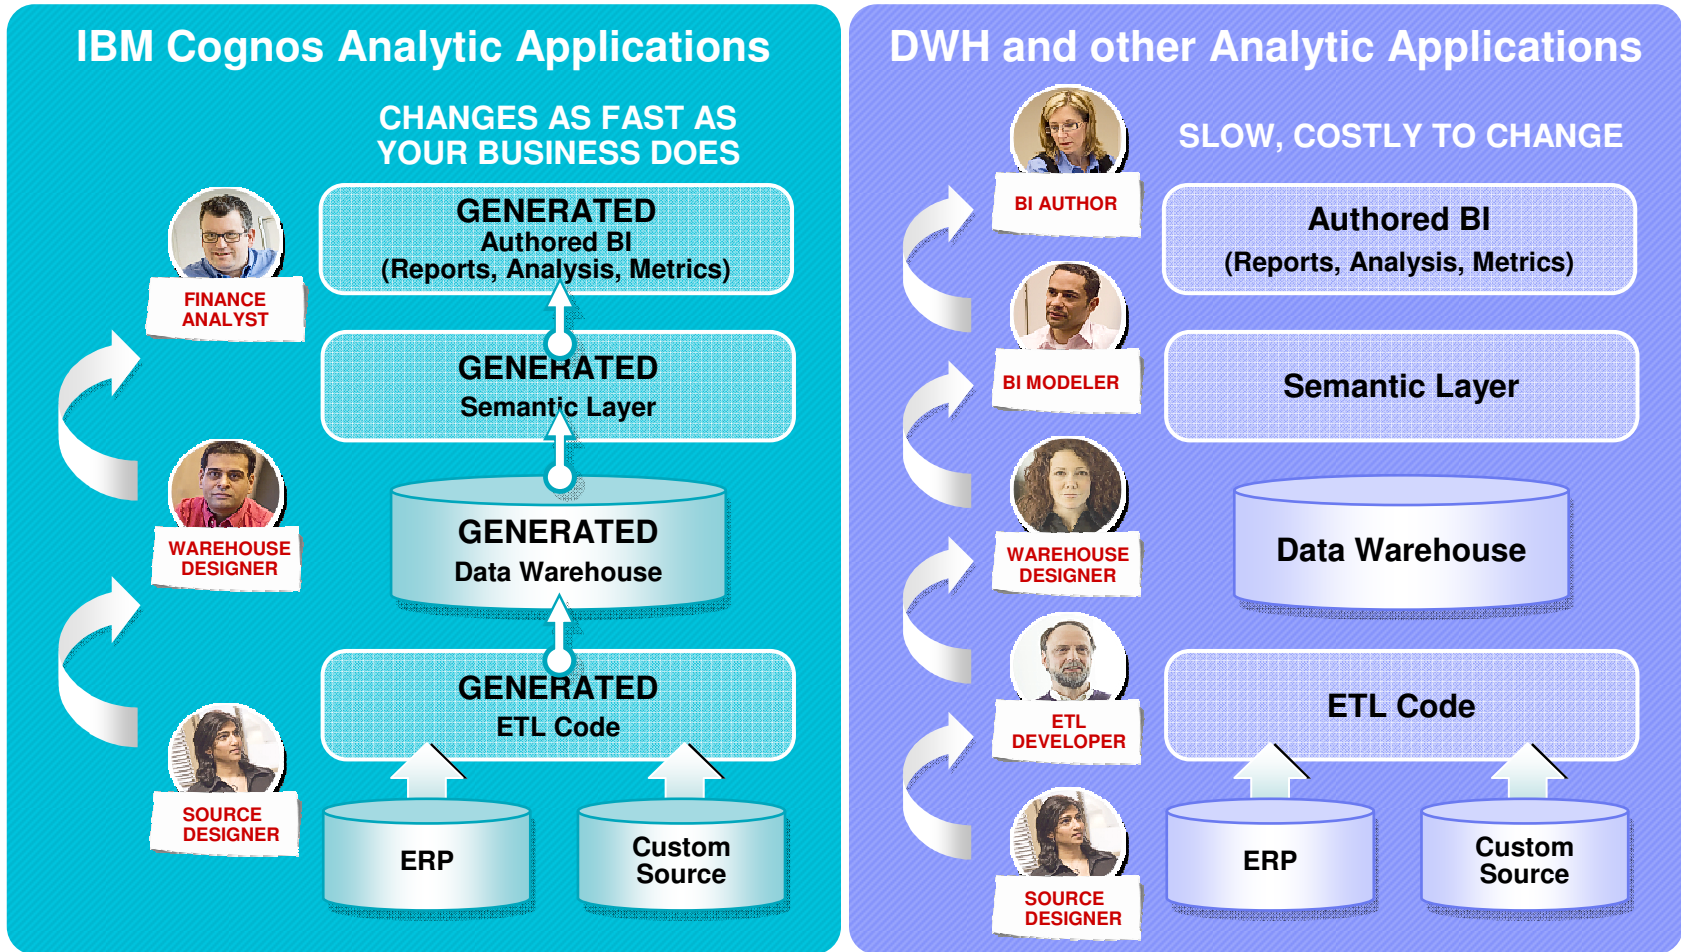 IBM Cognos Analytic Applications
CHANGES AS FAST AS
YOUR BUSINESS DOES
GENERATED
Authored BI
(Reports, Analysis, Metrics)
FINANCE
ANALYST
GENERATED
Semantic Layer
WAREHOUSE
DESIGNER
GENERATED
Data Warehouse
GENERATED
ETL Code
SOURCE
DESIGNER
ERP
Custom
Source
DWH and other Analytic Applications
SLOW, COSTLY TO CHANGE
BI AUTHOR
Authored BI
(Reports, Analysis, Metrics)
BI MODELER
Semantic Layer
WAREHOUSE
DESIGNER
Data Warehouse
ETL
DEVELOPER
ETL Code
SOURCE
DESIGNER
ERP
Custom
Source